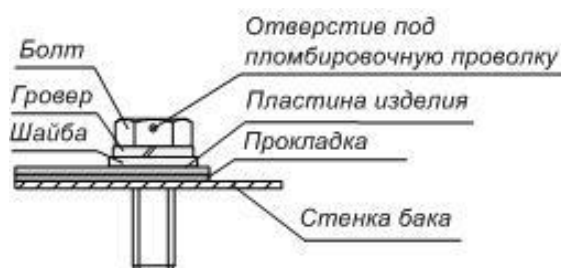 Болт
Отверстие под
пломбировочную проволку
Гровер
Пластина изделия
Шайба
Прокладка
Стенка бака